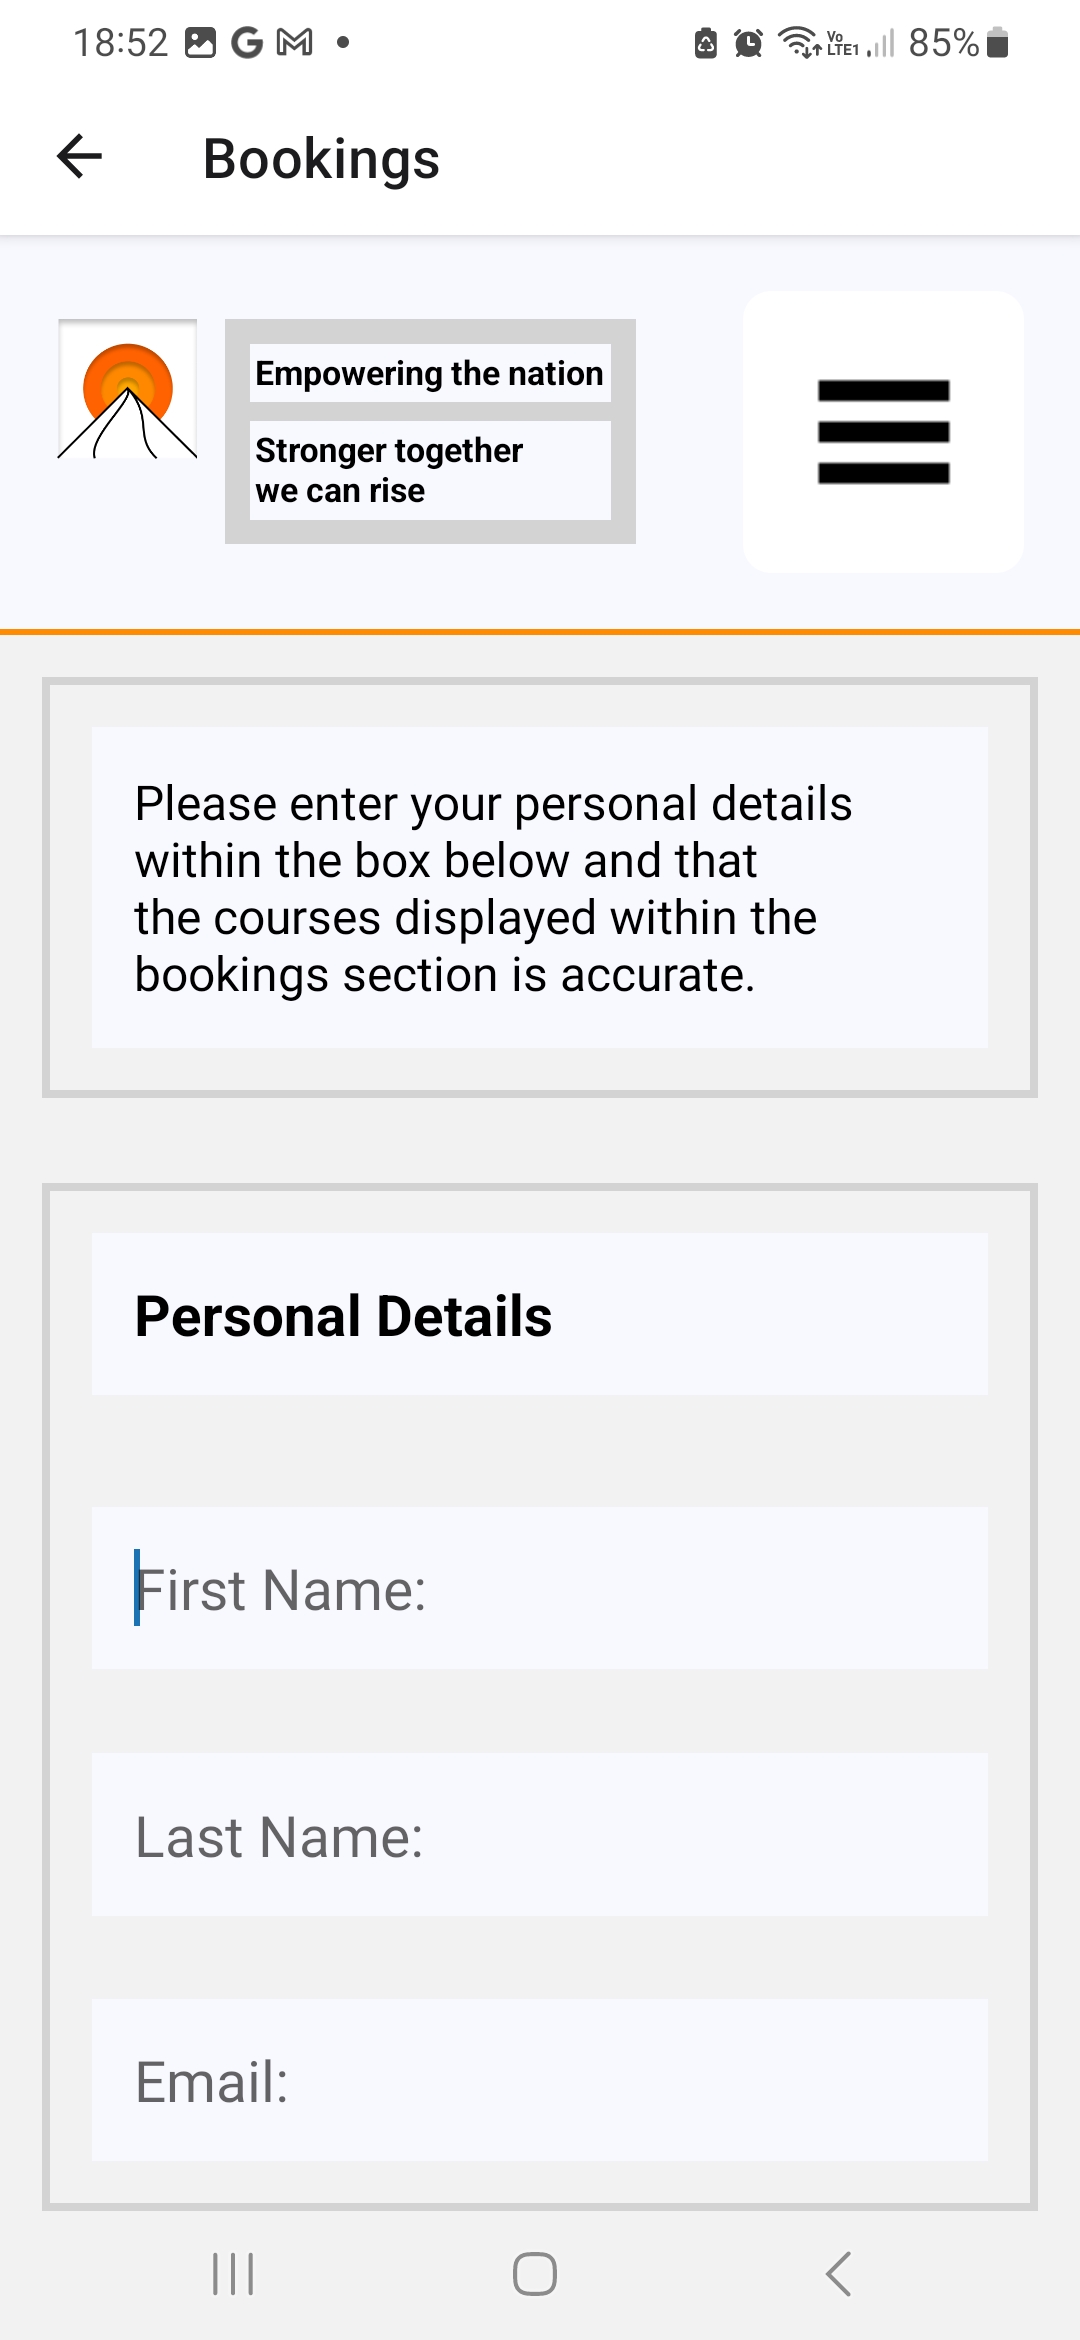 18:52
Vo LTE1 85%
Bookings
Empowering the nation
Stronger together
we can rise
Please enter your personal details
within the box below and that
the courses displayed within the
bookings section is accurate.
Personal Details
First Name:
Last Name:
Email: